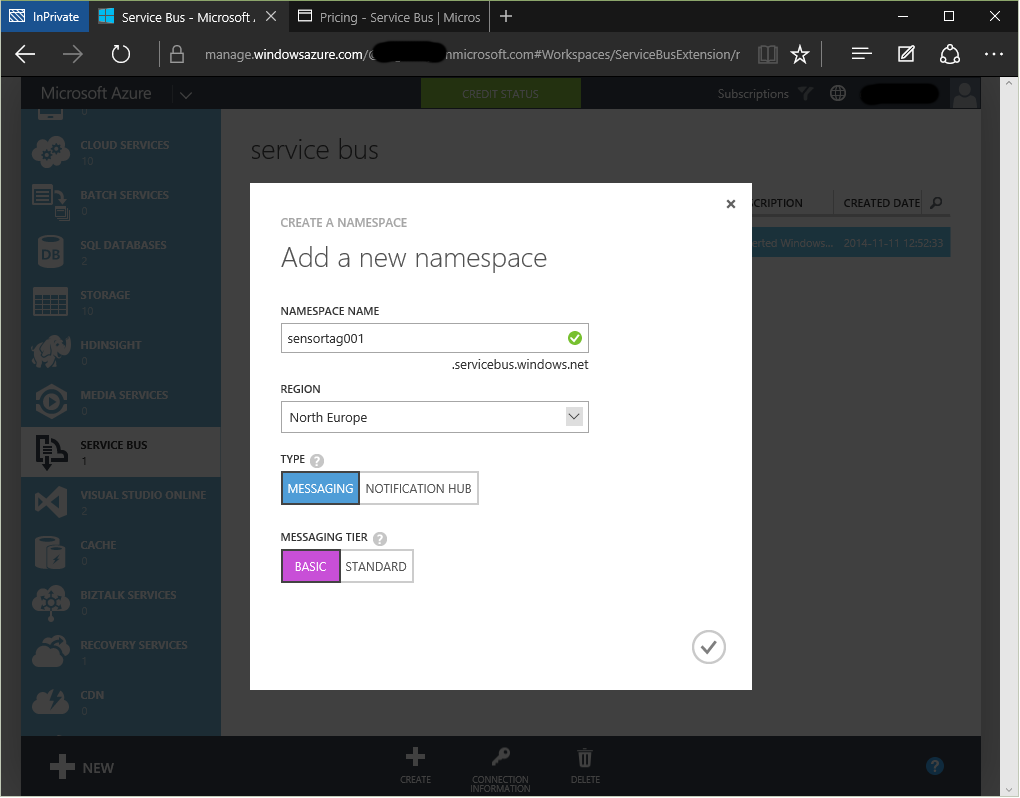 InPrivate
Service Bus - Microsoft A
Pricing - Service Bus | Micros
manage.windowsazure.com/
nmicrosoft.com#Workspaces/ServiceBusExtension/r
Microsoft Azure
CREDIT STATUS
Subscriptions
0
CLOUD SERVICES
10
BATCH SERVICES
0
SQL DATABASES
2
STORAGE
10
HDINSIGHT
0
MEDIA SERVICES
0
SERVICE BUS
1
VISUAL STUDIO ONLINE
2
CACHE
0
BIZTALK SERVICES
0
RECOVERY SERVICES
1
CDN
0
service bus
SCRIPTION
CREATED DATE
erted Windows...
2014-11-11 12:52:33
CREATE A NAMESPACE
Add a new namespace
NAMESPACE NAME
sensortag001
.servicebus.windows.net
REGION
North Europe
TYPE ?
MESSAGING NOTIFICATION HUB
MESSAGING TIER ?
BASIC STANDARD
NEW
CREATE
CONNECTION
INFORMATION
DELETE
?